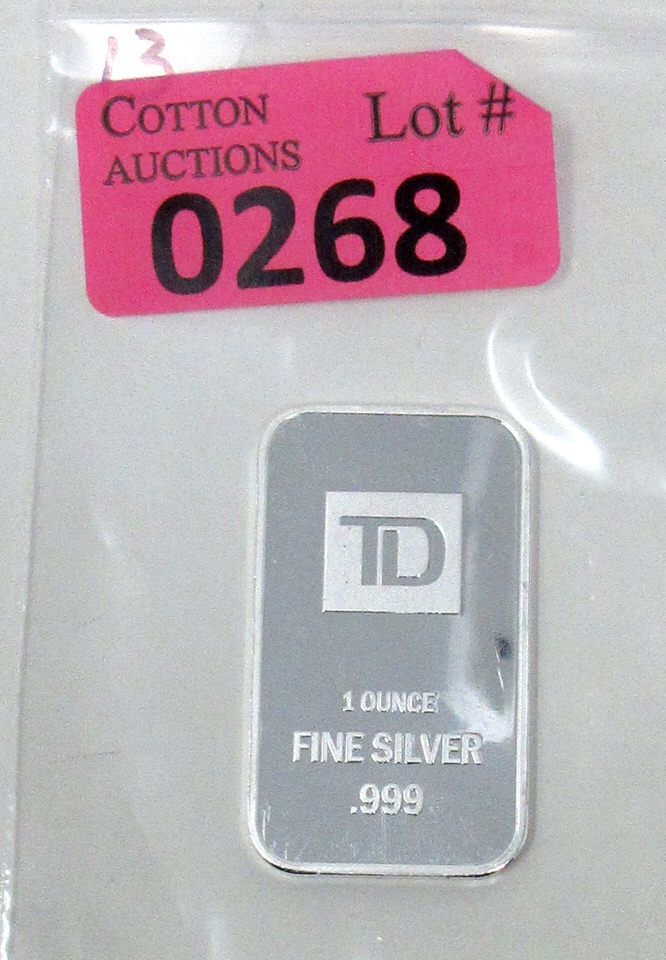 13
COTTON
AUCTIONS
Lot #
0268
TD
1 OUNCE
FINE SILVER
.999